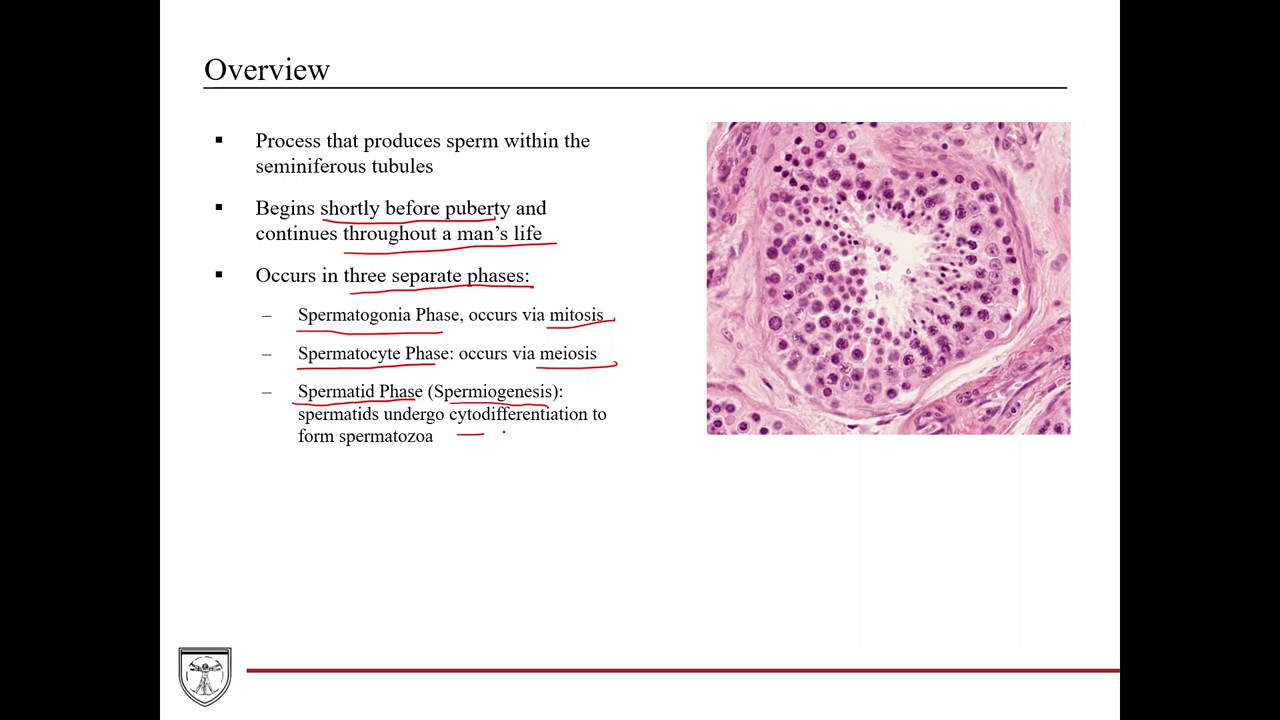 Overview
▪ Process that produces sperm within the
seminiferous tubules
▪ Begins shortly before puberty and
continues throughout a man’s life
▪ Occurs in three separate phases:
– Spermatogonia Phase, occurs via mitosis
– Spermatocyte Phase: occurs via meiosis
– Spermatid Phase (Spermiogenesis):
spermatids undergo cytodifferentiation to
form spermatozoa